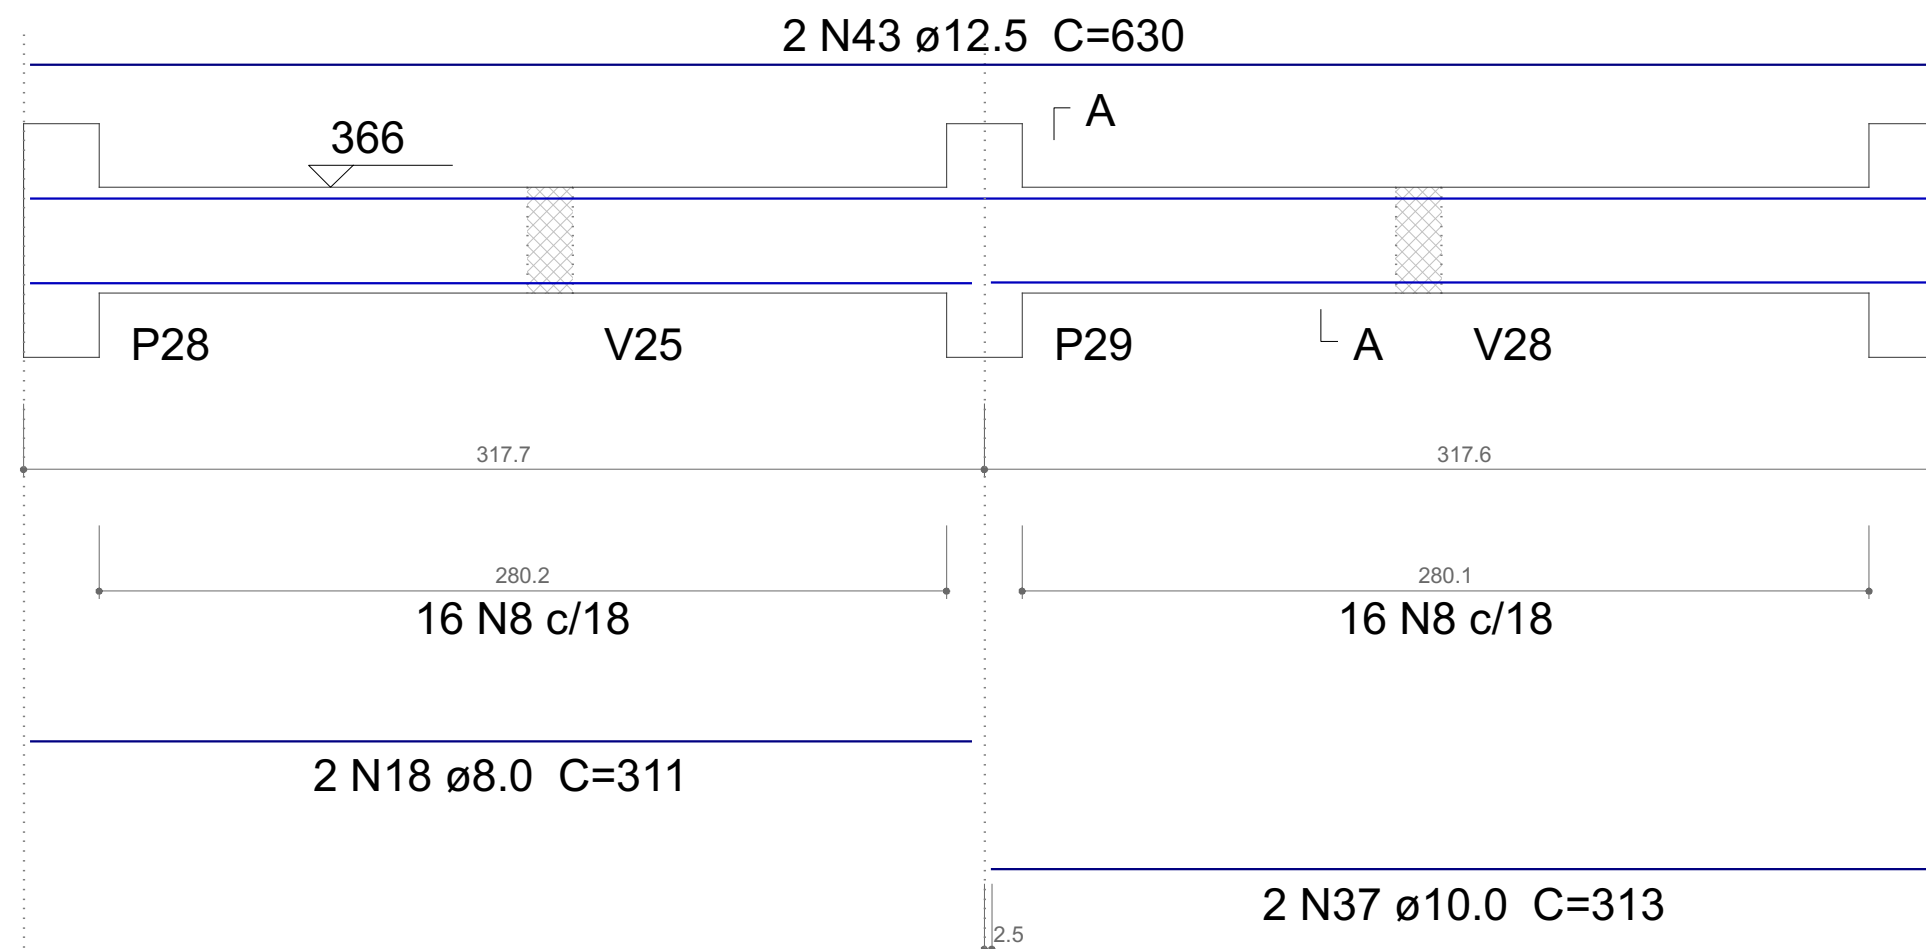 2 N43 ø12.5 C=630
A
366
P28
V25
P29
A
V28
317.7
317.6
280.2
280.1
16 N8 c/18
16 N8 c/18
2 N18 ø8.0 C=311
2 N37 ø10.0 C=313
2.5